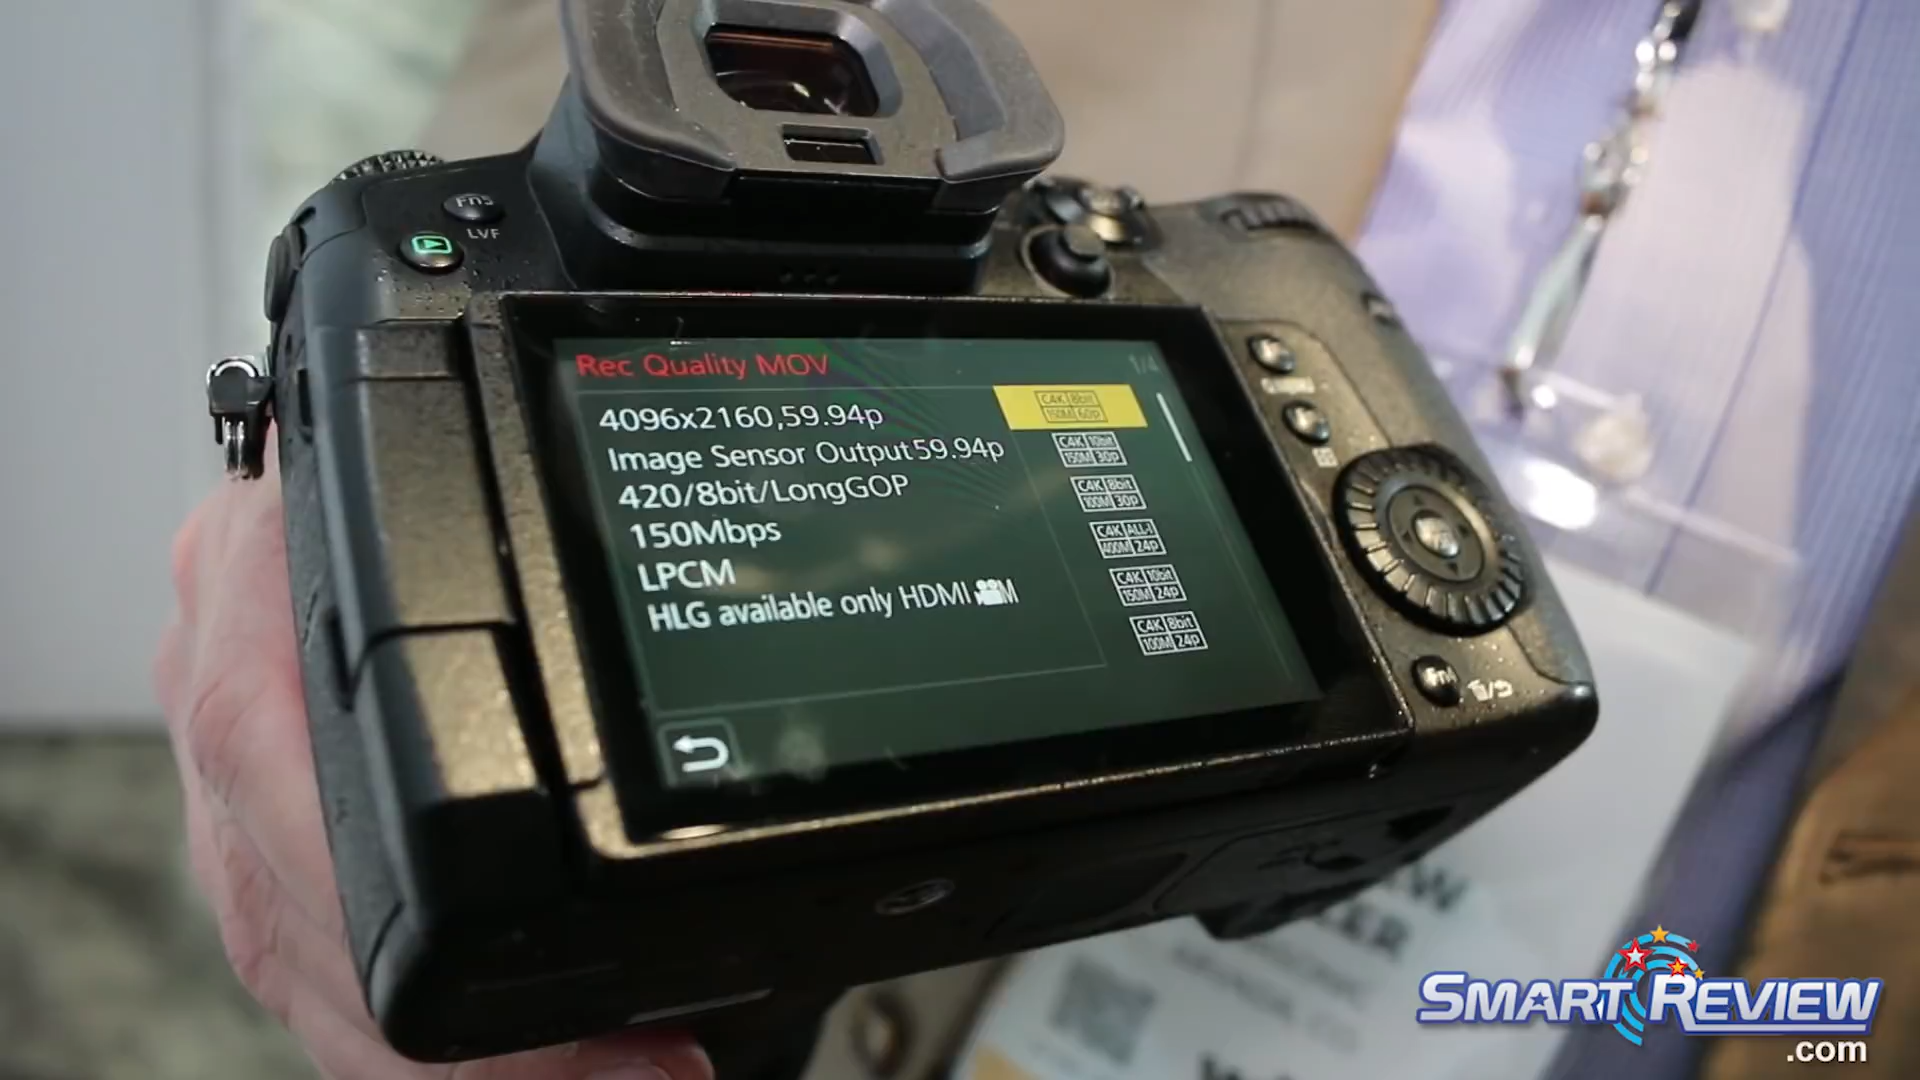 Fn5
LVF
Rec Quality MOV
1/4
4096x2160,59.94p
Image Sensor Output59.94p
420/8bit/LongGOP
150Mbps
LPCM
HLG available only HDMI M
C4K 8bit
150M 60p
C4K 10bit
150M 30p
C4K 8bit
100M 30p
C4K ALL-I
400M 24p
C4K 10bit
150M 24p
C4K 8bit
100M 24p
SMART REVIEW
.com